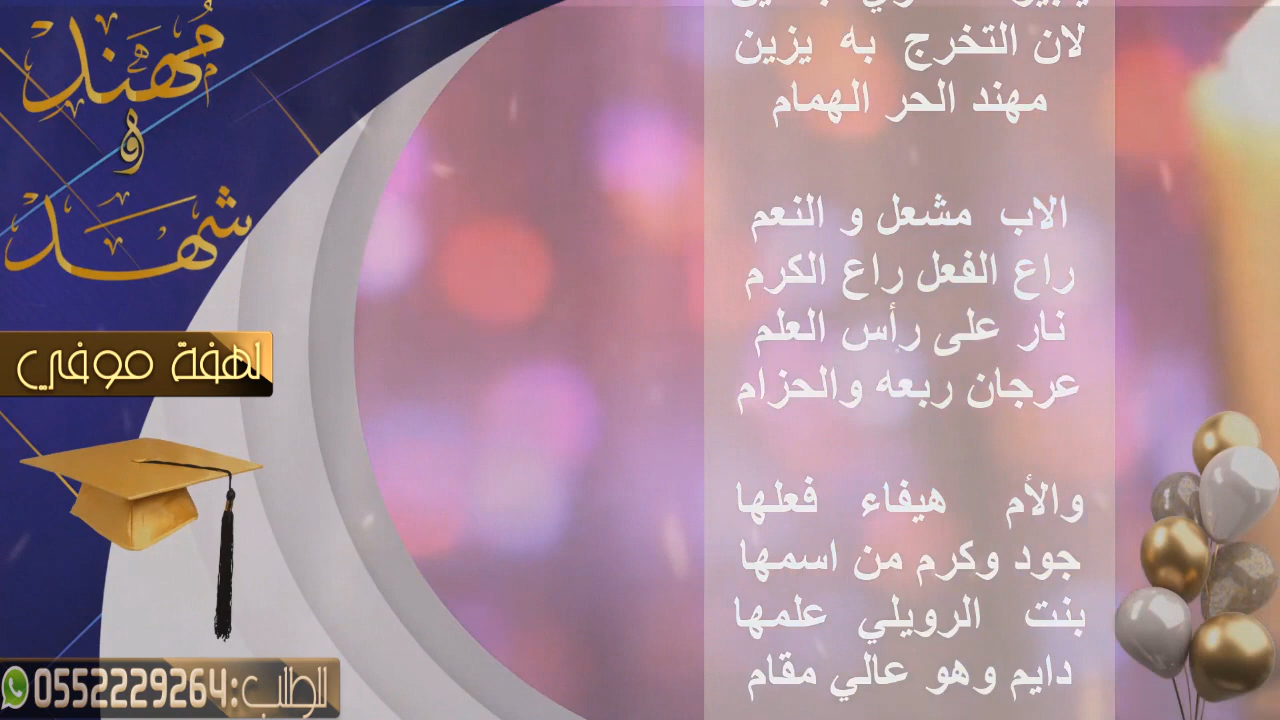 مُهَند
و
شهد
لهفة موفي
للطلب:0552229264
لان التخرج به يزين
مهند الحر الهمام
الاب مشعل و النعم
راع الفعل راع الكرم
نار على رأس العلم
عرجان ربعه والحزام
والأم هيفاء فعلها
جود وكرم من اسمها
بنت الرويلي علمها
دايم وهو عالي مقام